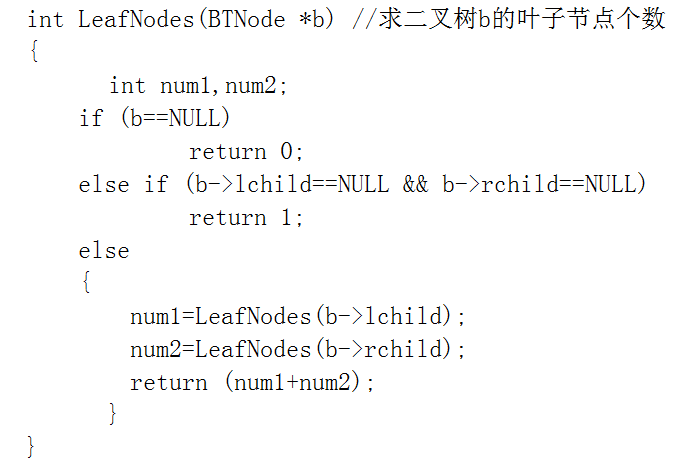 int LeafNodes(BTNode *b) //求二叉树b的叶子节点个数
{
int num1,num2;
if (b==NULL)
return 0;
else if (b->lchild==NULL && b->rchild==NULL)
return 1;
else
{
num1=LeafNodes(b->lchild);
num2=LeafNodes(b->rchild);
return (num1+num2);
}
}